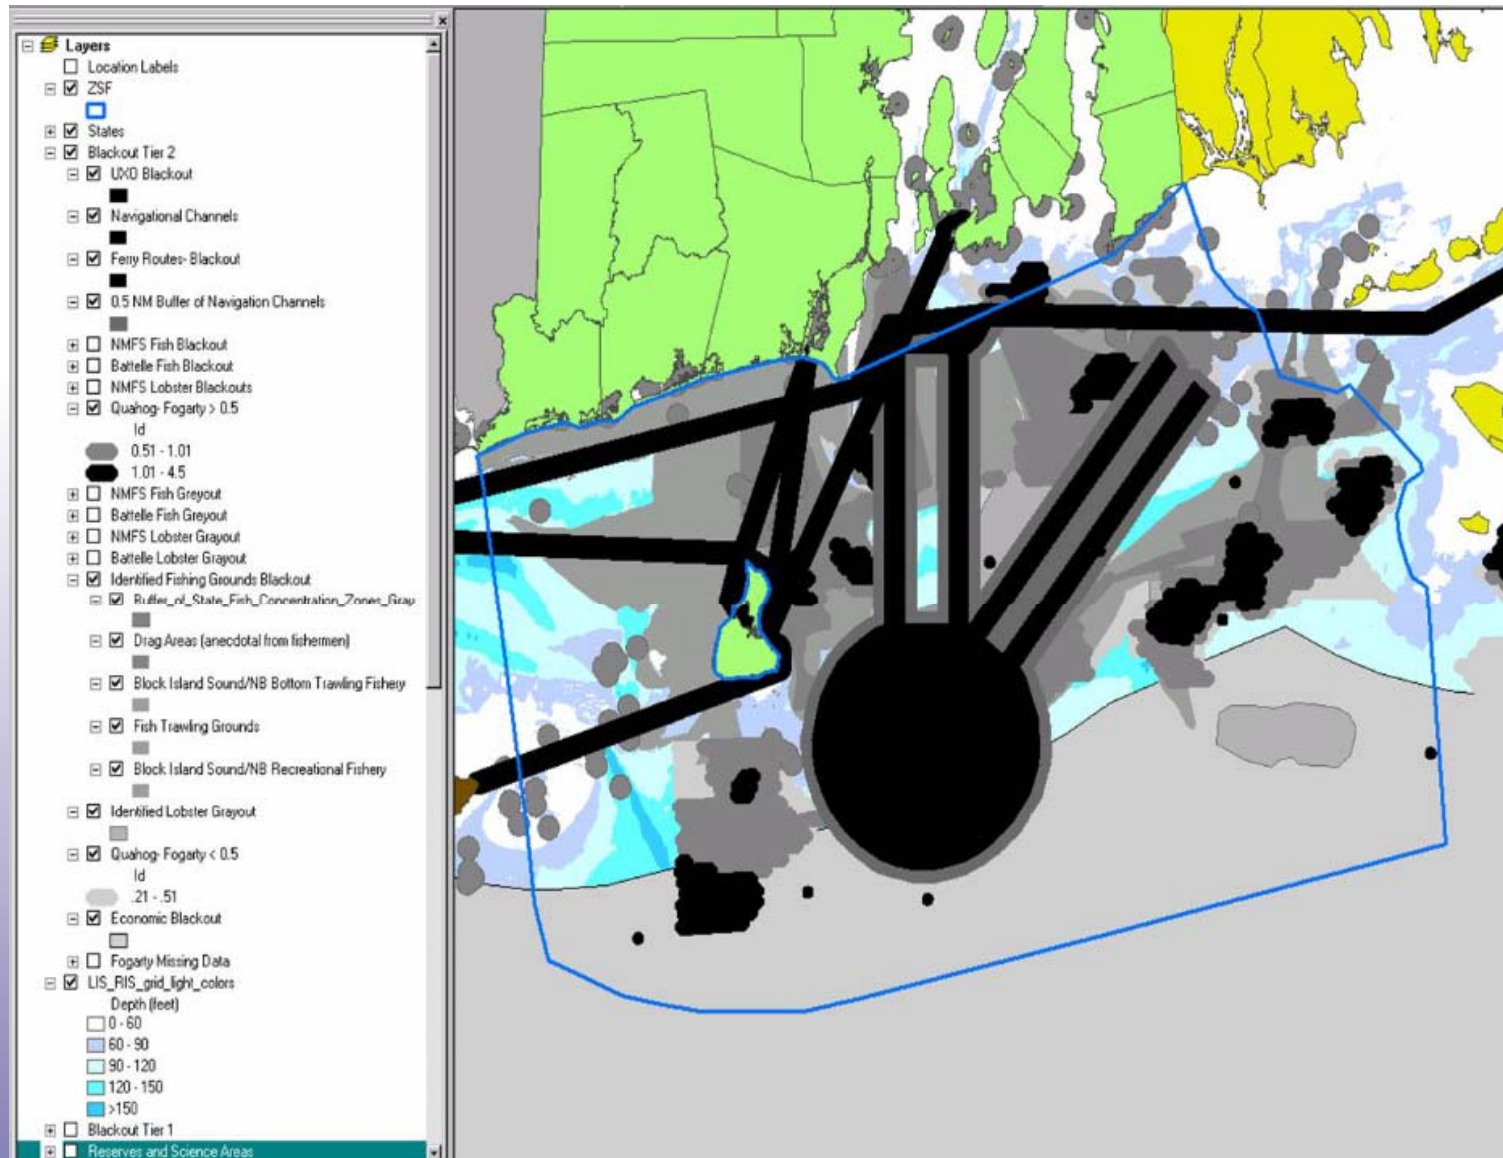 Layers
Location Labels
ZSF
States
Blackout Tier 2
UXO Blackout
Navigational Channels
Ferry Routes- Blackout
0.5 NM Buffer of Navigation Channels
NMFS Fish Blackout
Battelle Fish Blackout
NMFS Lobster Blackouts
Quahog- Fogarty > 0.5
Id
0.51 - 1.01
1.01 - 4.5
NMFS Fish Greyout
Battelle Fish Greyout
NMFS Lobster Grayout
Battelle Lobster Grayout
Identified Fishing Grounds Blackout
Buffer_of_State_Fish_Concentration_Zones_Gray
Drag Areas (anecdotal from fishermen)
Block Island Sound/NB Bottom Trawling Fishery
Fish Trawling Grounds
Block Island Sound/NB Recreational Fishery
Identified Lobster Grayout
Quahog- Fogarty < 0.5
Id
.21 - .51
Economic Blackout
Fogarty Missing Data
LIS_RIS_grid_light_colors
Depth (feet)
0 - 60
60 - 90
90 - 120
120 - 150
>150
Blackout Tier 1
Reserves and Science Areas